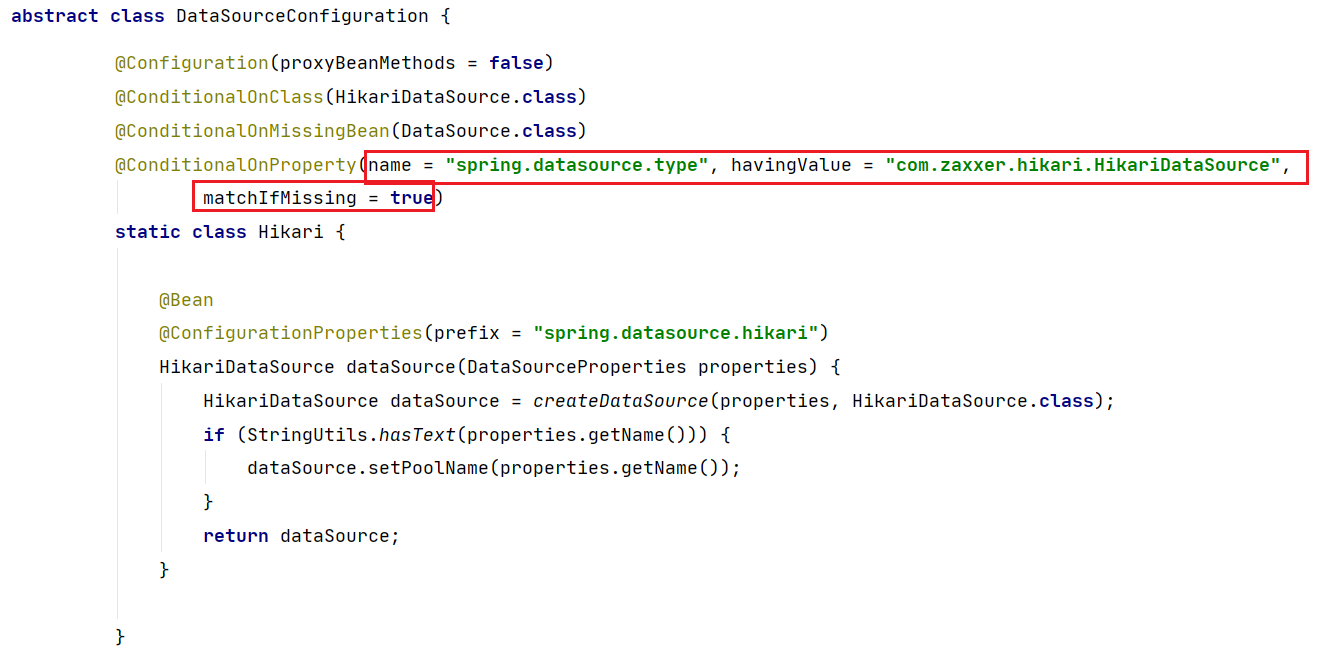 abstract class DataSourceConfiguration {
@Configuration(proxyBeanMethods = false)
@ConditionalOnClass(HikariDataSource.class)
@ConditionalOnMissingBean(DataSource.class)
@ConditionalOnProperty(name = "spring.datasource.type", havingValue = "com.zaxxer.hikari.HikariDataSource",
matchIfMissing = true)
static class Hikari {
@Bean
@ConfigurationProperties(prefix = "spring.datasource.hikari")
HikariDataSource dataSource(DataSourceProperties properties) {
HikariDataSource dataSource = createDataSource(properties, HikariDataSource.class);
if (StringUtils.hasText(properties.getName())) {
dataSource.setPoolName(properties.getName());
}
return dataSource;
}
}